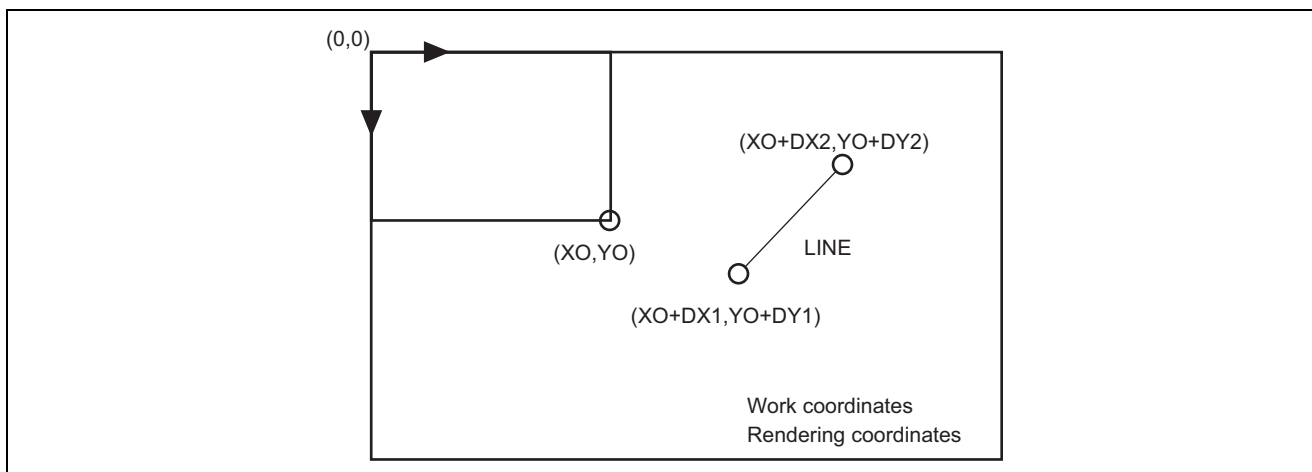 (0,0)
(XO+DX2,YO+DY2)
(XO,YO)
LINE
(XO+DX1,YO+DY1)
Work coordinates
Rendering coordinates